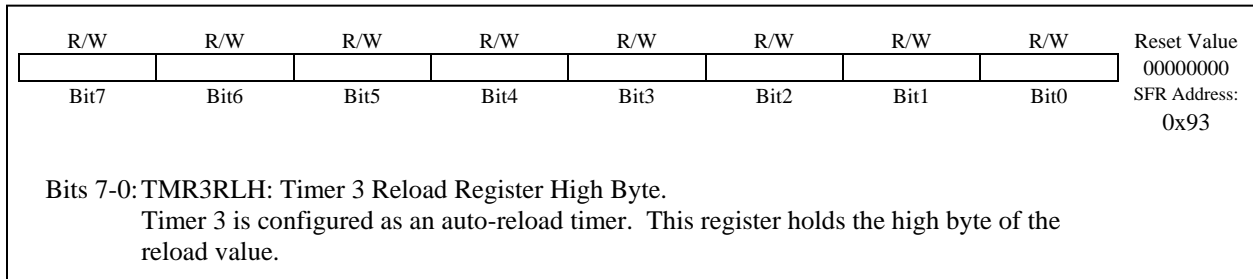 R/W R/W R/W R/W R/W R/W R/W R/W Reset Value
00000000
Bit7 Bit6 Bit5 Bit4 Bit3 Bit2 Bit1 Bit0 SFR Address:
0x93
Bits 7-0: TMR3RLH: Timer 3 Reload Register High Byte.
Timer 3 is configured as an auto-reload timer. This register holds the high byte of the
reload value.